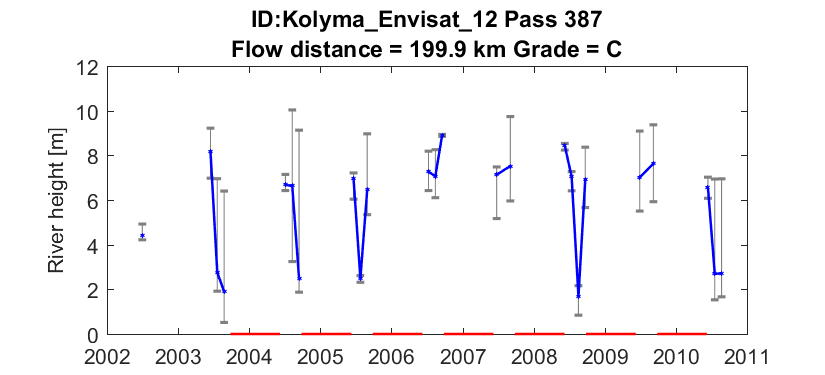 ID:Kolyma_Envisat_12 Pass 387
Flow distance = 199.9 km Grade = C
River height [m]
12
10
8
6
4
2
0
2002 2003 2004 2005 2006 2007 2008 2009 2010 2011